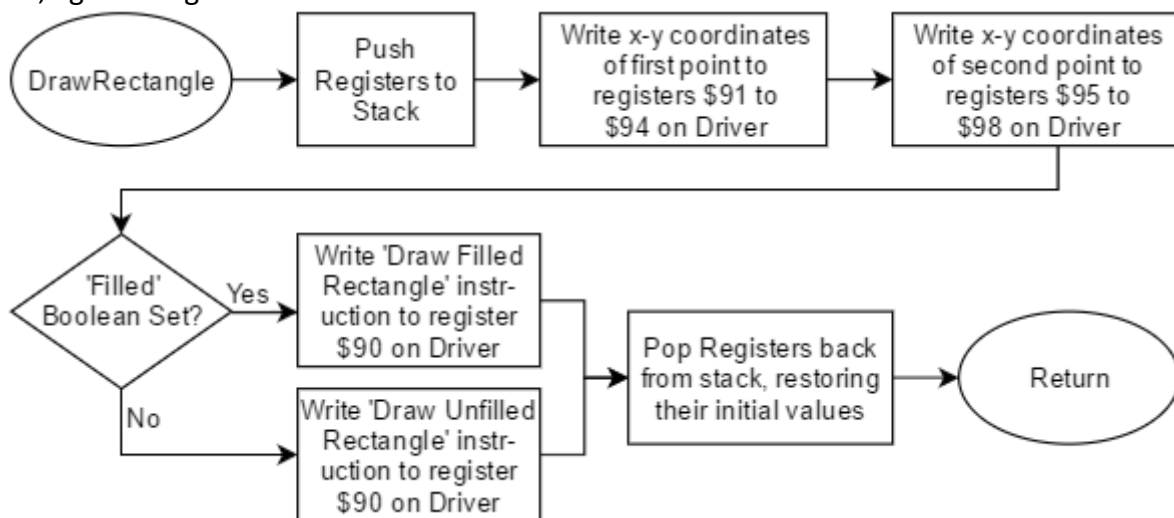 DrawRectangle
Push
Registers to
Stack
Write x-y coordinates
of first point to
registers $91 to
$94 on Driver
Write x-y coordinates
of second point to
registers $95 to
$98 on Driver
'Filled'
Boolean Set?
Yes
No
Write 'Draw Filled
Rectangle' instr-
uction to register
$90 on Driver
Write 'Draw Unfilled
Rectangle' instr-
uction to register
$90 on Driver
Pop Registers back
from stack, restoring
their initial values
Return